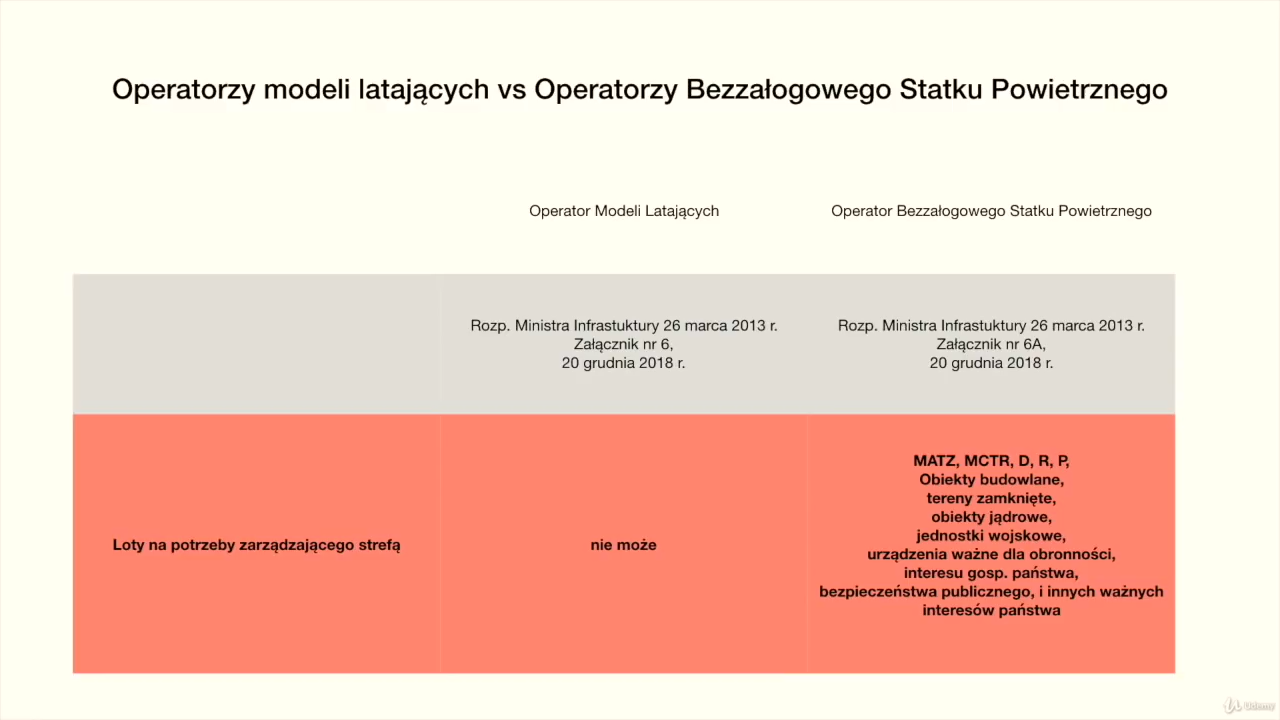 Operatorzy modeli latających vs Operatorzy Bezzałogowego Statku Powietrznego
Operator Modeli Latających
Operator Bezzałogowego Statku Powietrznego
Rozp. Ministra Infrastuktury 26 marca 2013 r.
Załącznik nr 6,
20 grudnia 2018 r.
Rozp. Ministra Infrastuktury 26 marca 2013 r.
Załącznik nr 6A,
20 grudnia 2018 r.
Loty na potrzeby zarządzającego strefą
nie może
MATZ, MCTR, D, R, P,
Obiekty budowlane,
tereny zamknięte,
obiekty jądrowe,
jednostki wojskowe,
urządzenia ważne dla obronności,
interesu gosp. państwa,
bezpieczeństwa publicznego, i innych ważnych
interesów państwa
Udemy